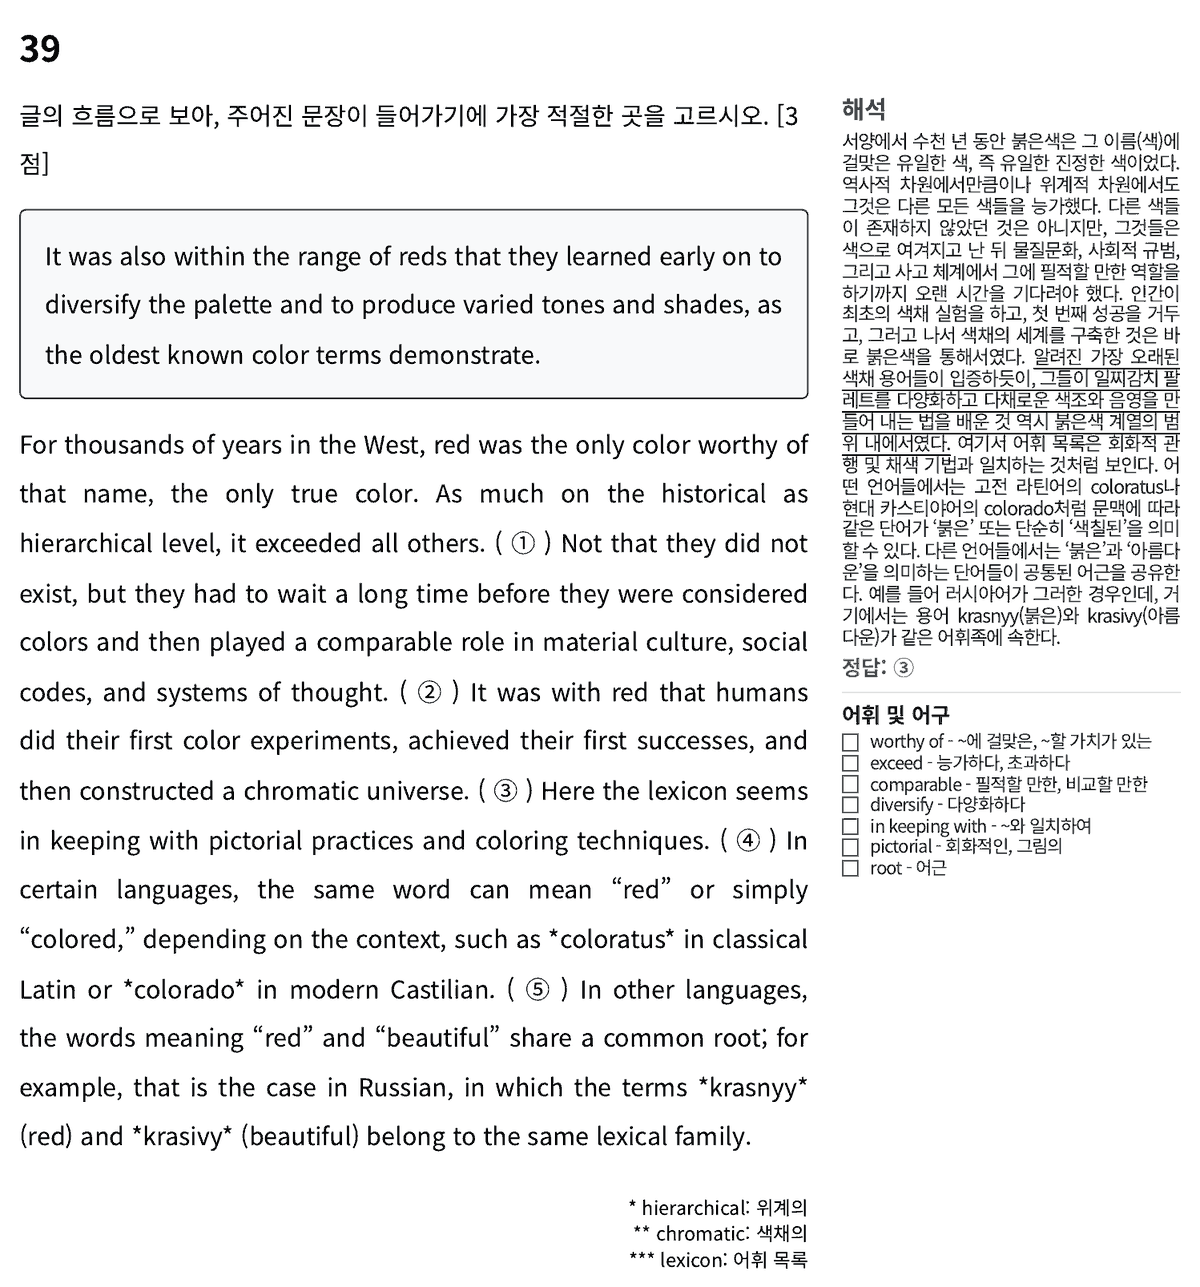 39
글의 흐름으로 보아, 주어진 문장이 들어가기에 가장 적절한 곳을 고르시오. [3
점]
It was also within the range of reds that they learned early on to
diversify the palette and to produce varied tones and shades, as
the oldest known color terms demonstrate.
For thousands of years in the West, red was the only color worthy of
that name, the only true color. As much on the historical as
hierarchical level, it exceeded all others. ( ① ) Not that they did not
exist, but they had to wait a long time before they were considered
colors and then played a comparable role in material culture, social
codes, and systems of thought. ( ② ) It was with red that humans
did their first color experiments, achieved their first successes, and
then constructed a chromatic universe. ( ③ ) Here the lexicon seems
in keeping with pictorial practices and coloring techniques. ( ④ ) In
certain languages, the same word can mean “red” or simply
“colored,” depending on the context, such as *coloratus* in classical
Latin or *colorado* in modern Castilian. ( ⑤ ) In other languages,
the words meaning “red” and “beautiful” share a common root; for
example, that is the case in Russian, in which the terms *krasnyy*
(red) and *krasivy* (beautiful) belong to the same lexical family.
* hierarchical: 위계의
** chromatic: 색채의
*** lexicon: 어휘 목록
해석
서양에서 수천 년 동안 붉은색은 그 이름(색)에
걸맞은 유일한 색, 즉 유일한 진정한 색이었다.
역사적 차원에서만큼이나 위계적 차원에서도
그것은 다른 모든 색들을 능가했다. 다른 색들
이 존재하지 않았던 것은 아니지만, 그것들은
색으로 여겨지고 난 뒤 물질문화, 사회적 규범,
그리고 사고 체계에서 그에 필적할 만한 역할을
하기까지 오랜 시간을 기다려야 했다. 인간이
최초의 색채 실험을 하고, 첫 번째 성공을 거두
고, 그러고 나서 색채의 세계를 구축한 것은 바
로 붉은색을 통해서였다. 알려진 가장 오래된
색채 용어들이 입증하듯이, 그들이 일찌감치 팔
레트를 다양화하고 다채로운 색조와 음영을 만
들어 내는 법을 배운 것 역시 붉은색 계열의 범
위 내에서였다. 여기서 어휘 목록은 회화적 관
행 및 채색 기법과 일치하는 것처럼 보인다. 어
떤 언어들에서는 고전 라틴어의 coloratus나
현대 카스티야어의 colorado처럼 문맥에 따라
같은 단어가 ‘붉은’ 또는 단순히 ‘색칠된’을 의미
할 수 있다. 다른 언어들에서는 ‘붉은’과 ‘아름다
운’을 의미하는 단어들이 공통된 어근을 공유한
다. 예를 들어 러시아어가 그러한 경우인데, 거
기에서는 용어 krasnyy(붉은)와 krasivy(아름
다운)가 같은 어휘족에 속한다.
정답: ③
어휘 및 어구
worthy of - ~에 걸맞은, ~할 가치가 있는
exceed - 능가하다, 초과하다
comparable - 필적할 만한, 비교할 만한
diversify - 다양화하다
in keeping with - ~와 일치하여
pictorial - 회화적인, 그림의
root - 어근